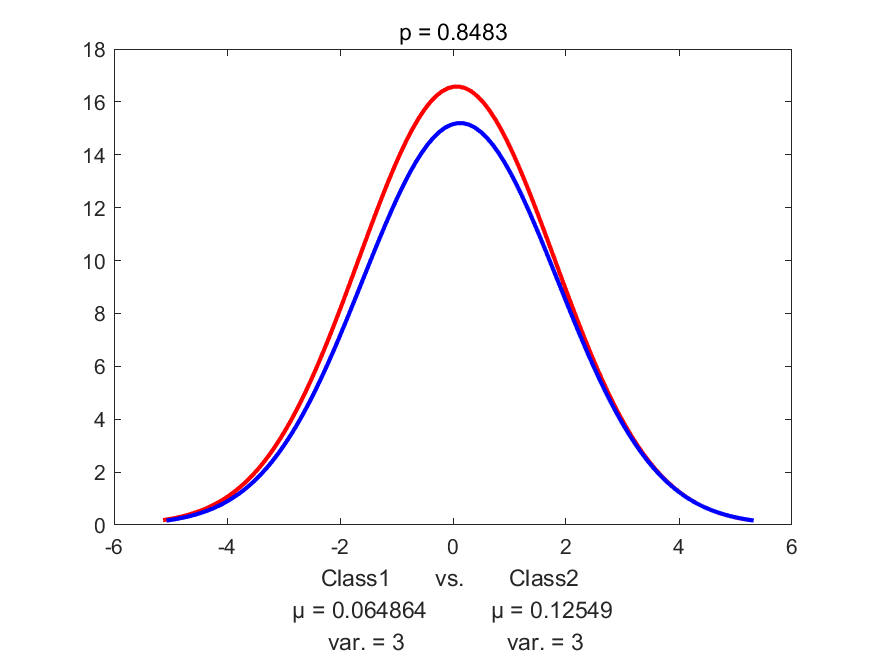 p = 0.8483
18
16
14
12
10
8
6
4
2
0
-6 -4 -2 0 2 4 6
Class1 vs. Class2
μ = 0.064864 μ = 0.12549
var. = 3 var. = 3